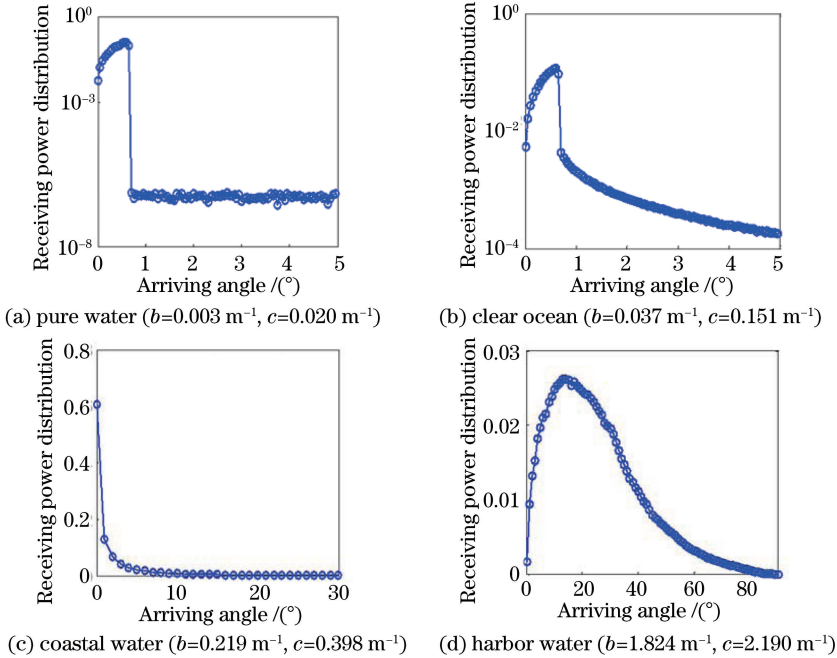 10⁰
10⁻³
10⁻⁸
Receiving power distribution
0 1 2 3 4 5
Arriving angle /(°)
(a) pure water (b=0.003 m⁻¹, c=0.020 m⁻¹)
10⁰
10⁻²
10⁻⁴
Receiving power distribution
0 1 2 3 4 5
Arriving angle /(°)
(b) clear ocean (b=0.037 m⁻¹, c=0.151 m⁻¹)
0.8
0.6
0.4
0.2
0
Receiving power distribution
0 10 20 30
Arriving angle /(°)
(c) coastal water (b=0.219 m⁻¹, c=0.398 m⁻¹)
0.03
0.02
0.01
0
Receiving power distribution
0 20 40 60 80
Arriving angle /(°)
(d) harbor water (b=1.824 m⁻¹, c=2.190 m⁻¹)